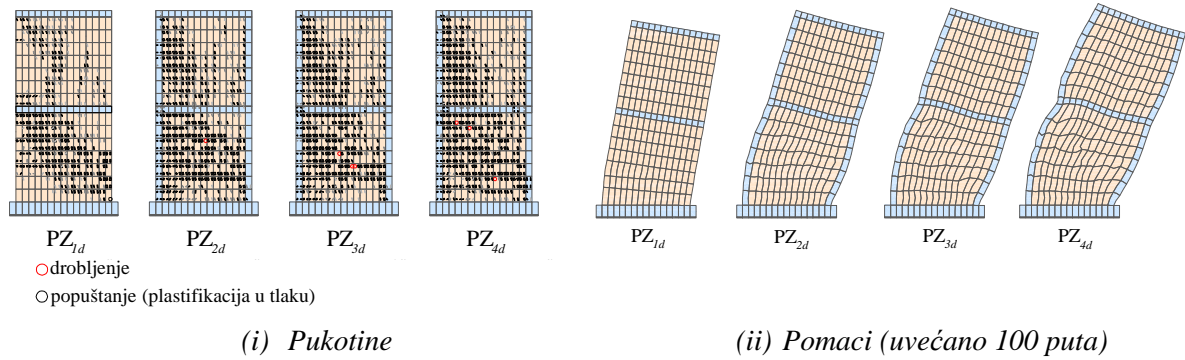 PZ1d PZ2d PZ3d PZ4d
drobljenje
popuštanje (plastifikacija u tlaku)
(i) Pukotine
PZ1d PZ2d PZ3d PZ4d
(ii) Pomaci (uvećano 100 puta)